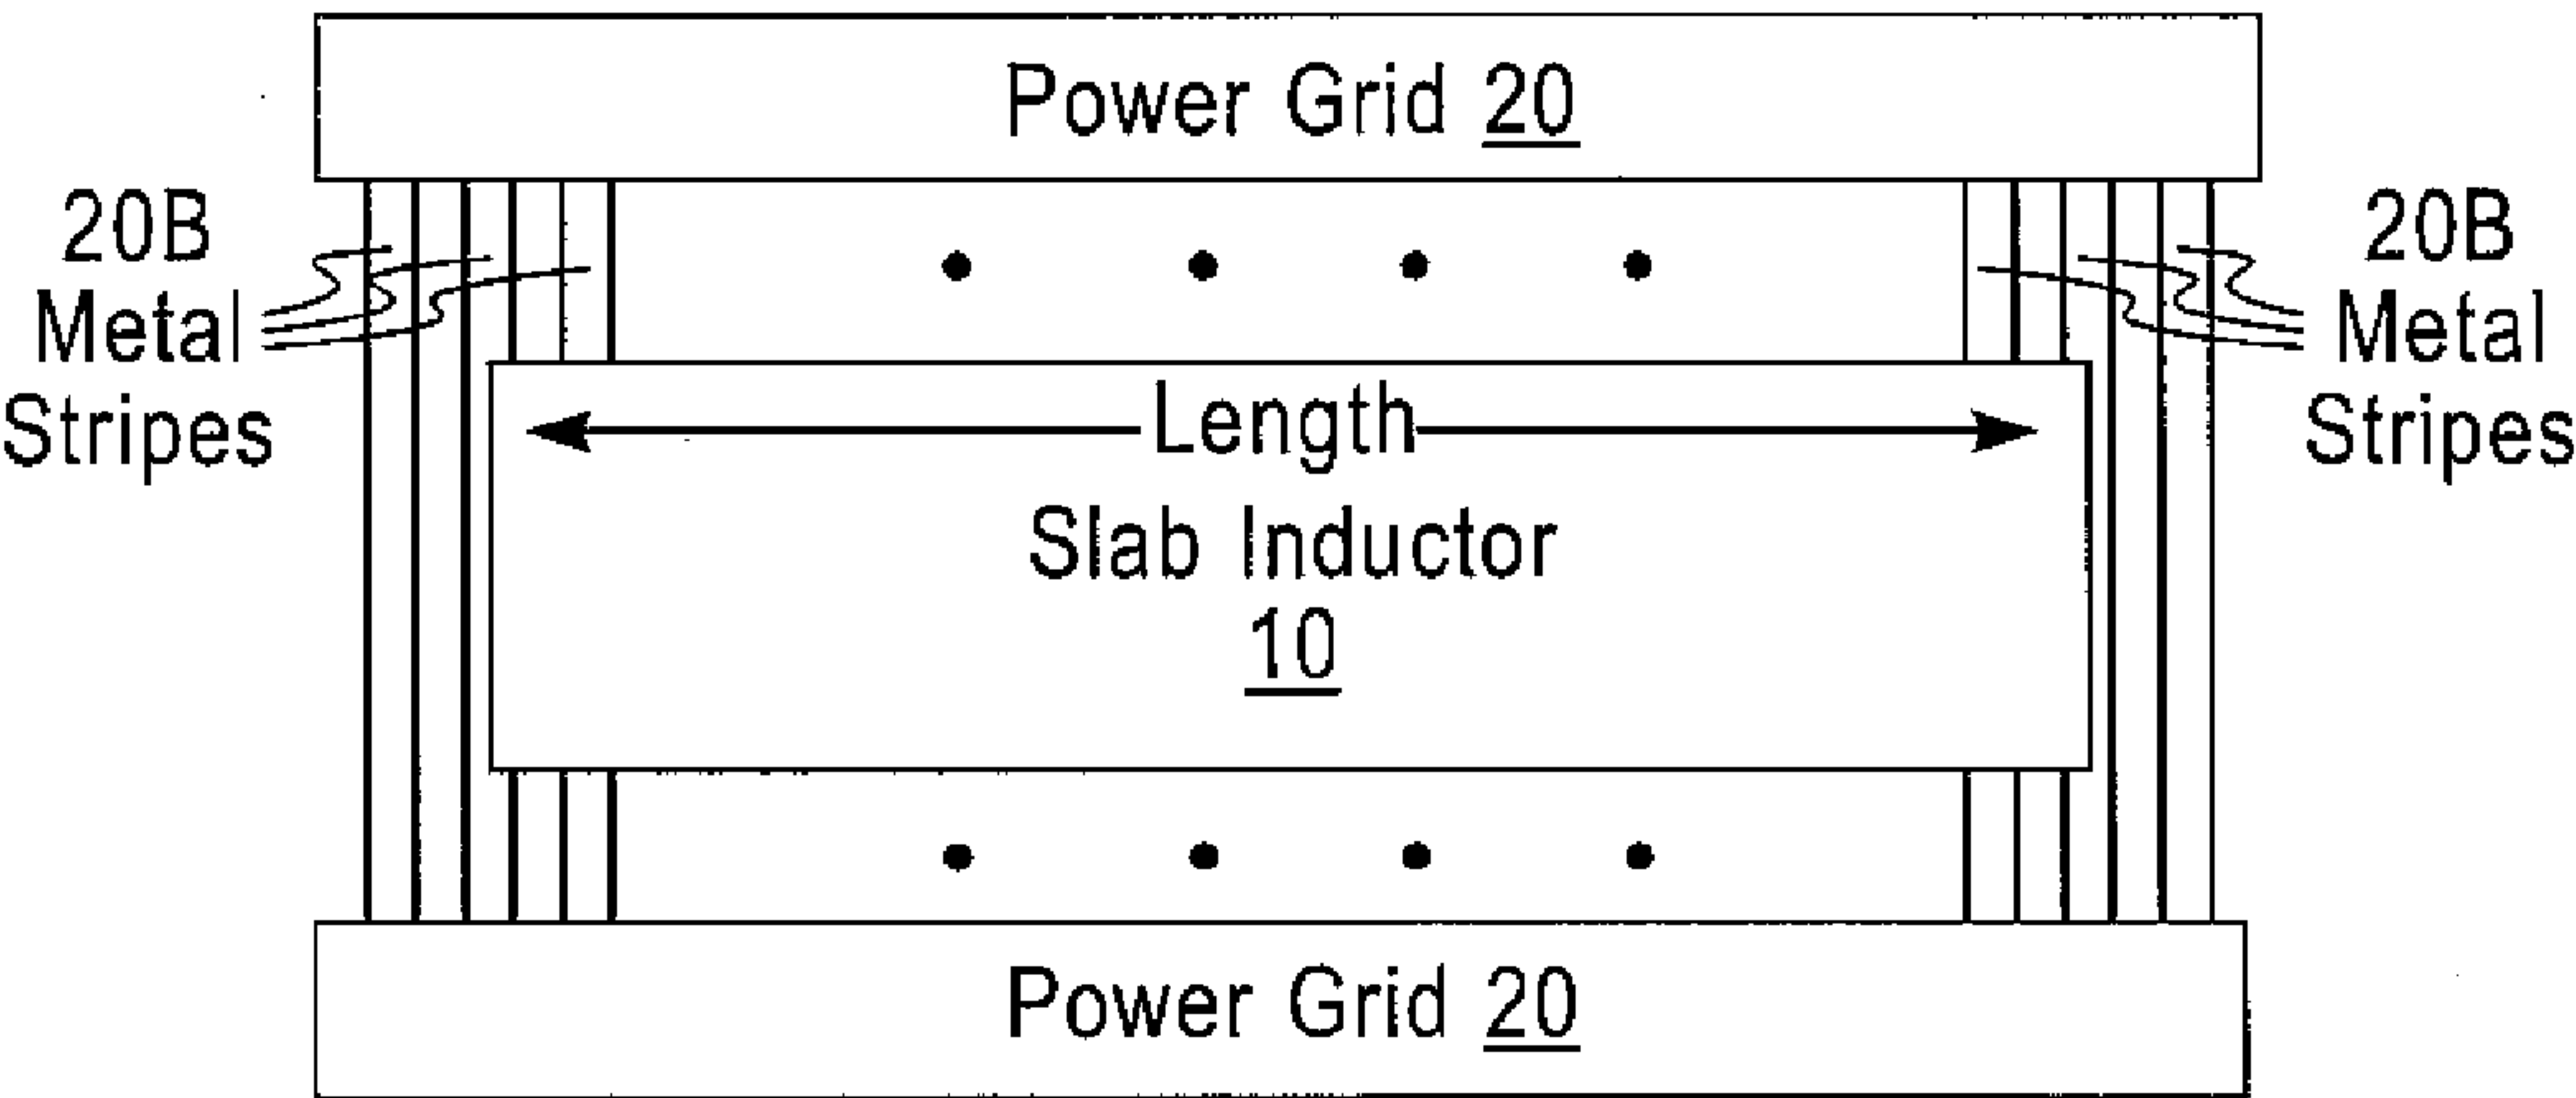 Power Grid 20
20B
Metal
Stripes
20B
Metal
Stripes
Length
Slab Inductor
10
Power Grid 20